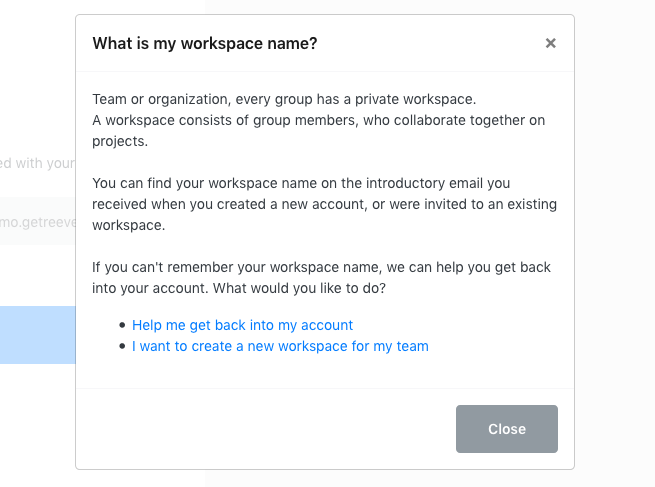 What is my workspace name?
×
Team or organization, every group has a private workspace.
A workspace consists of group members, who collaborate together on
projects.
ed with your
You can find your workspace name on the introductory email you
received when you created a new account, or were invited to an existing
workspace.
mo.getreeve
If you can't remember your workspace name, we can help you get back
into your account. What would you like to do?
• Help me get back into my account
• I want to create a new workspace for my team
Close